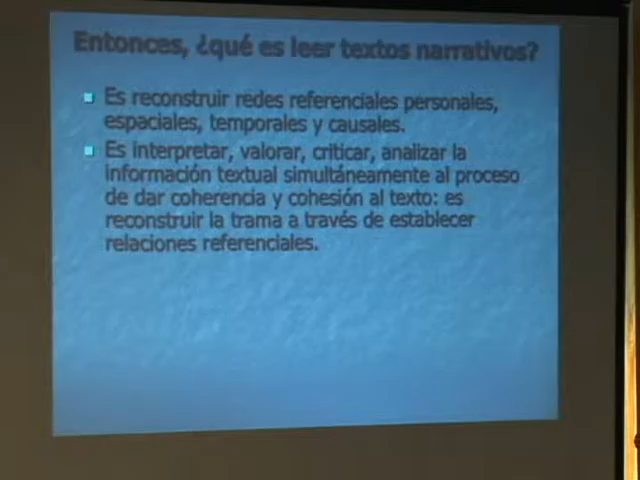 Entonces, ¿qué es leer textos narrativos?
Es reconstruir redes referenciales personales,
espaciales, temporales y causales.
Es interpretar, valorar, criticar, analizar la
información textual simultáneamente al proceso
de dar coherencia y cohesión al texto: es
reconstruir la trama a través de establecer
relaciones referenciales.